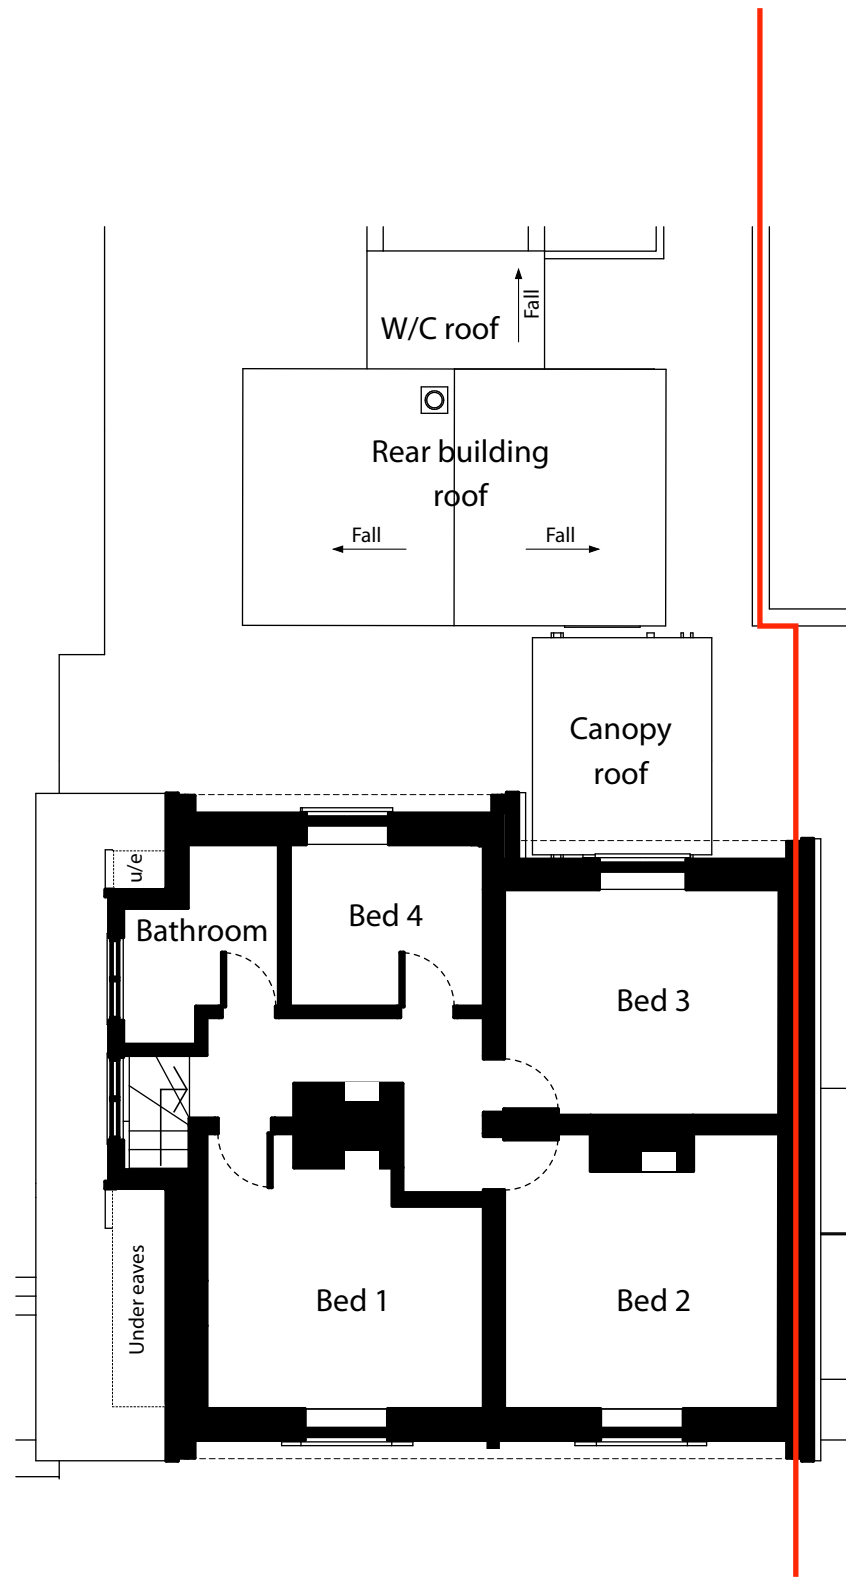 Fall
W/C roof
Rear building
roof
Fall
Fall
Canopy
roof
u/e
Bed 4
Bathroom
Bed 3
Under eaves
Bed 1
Bed 2